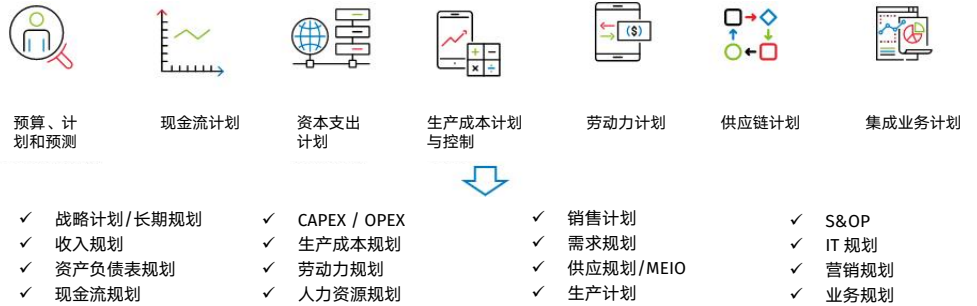 ($)
预算、计
划和预测
现金流计划
资本支出
计划
生产成本计划
与控制
劳动力计划
供应链计划
集成业务计划
✓ 战略计划/长期规划
✓ 收入规划
✓ 资产负债表规划
✓ 现金流规划
✓ CAPEX / OPEX
✓ 生产成本规划
✓ 劳动力规划
✓ 人力资源规划
✓ 销售计划
✓ 需求规划
✓ 供应规划/MEIO
✓ 生产计划
✓ S&OP
✓ IT 规划
✓ 营销规划
✓ 业务规划